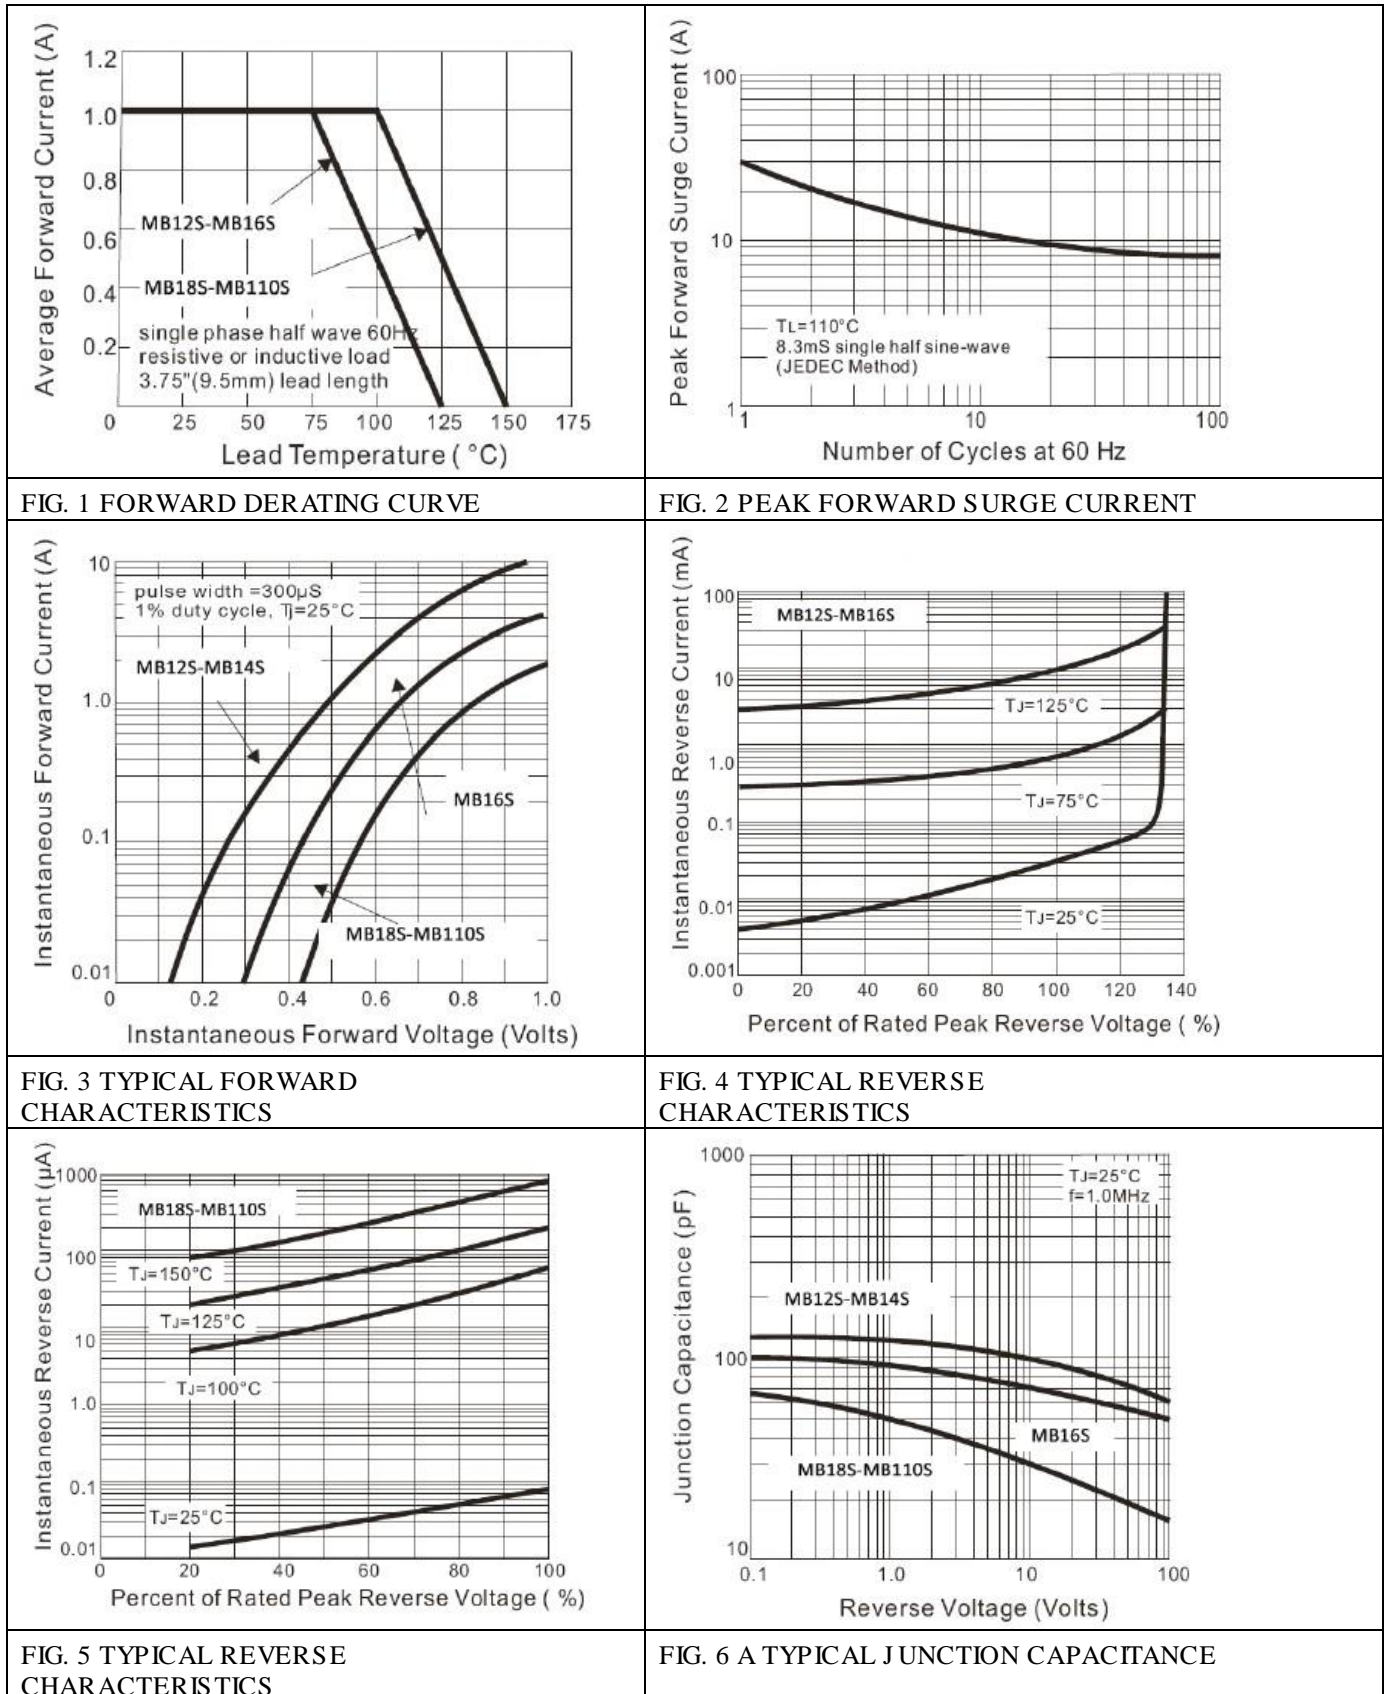 Average Forward Current (A)
1.2
1.0
0.8
0.6
0.4
0.2
MB12S-MB16S
MB18S-MB110S
single phase half wave 60Hz
resistive or inductive load
3.75"(9.5mm) lead length
0 25 50 75 100 125 150 175
Lead Temperature ( °C)
FIG. 1 FORWARD DERATING CURVE
Peak Forward Surge Current (A)
100
10
1
TL=110°C
8.3mS single half sine-wave
(JEDEC Method)
1 10 100
Number of Cycles at 60 Hz
FIG. 2 PEAK FORWARD SURGE CURRENT
Instantaneous Forward Current (A)
10
1.0
0.1
0.01
pulse width =300µS
1% duty cycle, Tj=25°C
MB12S-MB14S
MB16S
MB18S-MB110S
0 0.2 0.4 0.6 0.8 1.0
Instantaneous Forward Voltage (Volts)
FIG. 3 TYPICAL FORWARD
CHARACTERISTICS
Instantaneous Reverse Current (mA)
100
10
1.0
0.1
0.01
0.001
MB12S-MB16S
TJ=125°C
TJ=75°C
TJ=25°C
0 20 40 60 80 100 120 140
Percent of Rated Peak Reverse Voltage ( %)
FIG. 4 TYPICAL REVERSE
CHARACTERISTICS
Instantaneous Reverse Current (µA)
1000
100
10
1.0
0.1
0.01
MB18S-MB110S
TJ=150°C
TJ=125°C
TJ=100°C
TJ=25°C
0 20 40 60 80 100
Percent of Rated Peak Reverse Voltage ( %)
FIG. 5 TYPICAL REVERSE
CHARACTERISTICS
Junction Capacitance (pF)
1000
100
10
TJ=25°C
f=1.0MHz
MB12S-MB14S
MB16S
MB18S-MB110S
0.1 1.0 10 100
Reverse Voltage (Volts)
FIG. 6 A TYPICAL JUNCTION CAPACITANCE